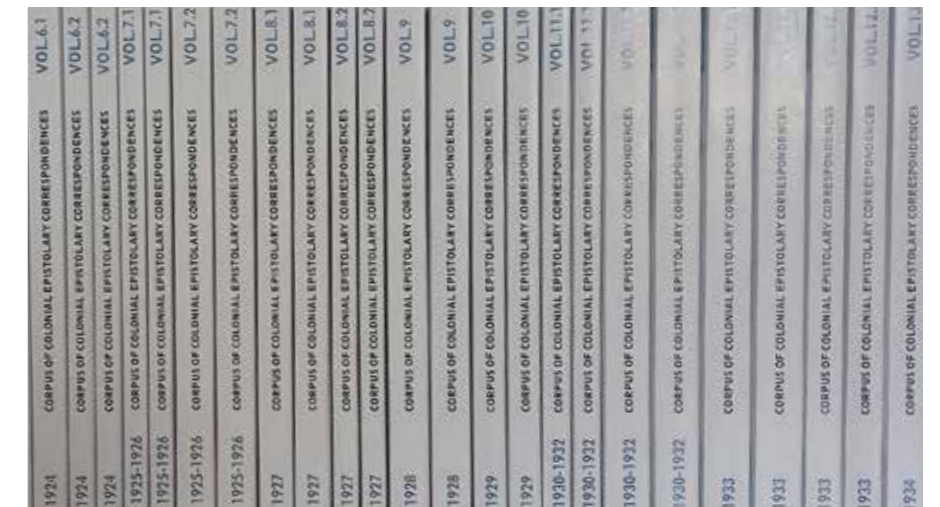 1924 CORPUS OF COLONIAL EPISTOLARY CORRESPONDENCES VOL.6.1
1924 CORPUS OF COLONIAL EPISTOLARY CORRESPONDENCES VOL.6.2
1924 CORPUS OF COLONIAL EPISTOLARY CORRESPONDENCES VOL.6.2
1925-1926 CORPUS OF COLONIAL EPISTOLARY CORRESPONDENCES VOL.7.1
1925-1926 CORPUS OF COLONIAL EPISTOLARY CORRESPONDENCES VOL.7.1
1925-1926 CORPUS OF COLONIAL EPISTOLARY CORRESPONDENCES VOL.7.2
1925-1926 CORPUS OF COLONIAL EPISTOLARY CORRESPONDENCES VOL.7.2
1927 CORPUS OF COLONIAL EPISTOLARY CORRESPONDENCES VOL.8.1
1927 CORPUS OF COLONIAL EPISTOLARY CORRESPONDENCES VOL.8.1
1927 CORPUS OF COLONIAL EPISTOLARY CORRESPONDENCES VOL.8.2
1927 CORPUS OF COLONIAL EPISTOLARY CORRESPONDENCES VOL.8.2
1928 CORPUS OF COLONIAL EPISTOLARY CORRESPONDENCES VOL.9
1928 CORPUS OF COLONIAL EPISTOLARY CORRESPONDENCES VOL.9
1929 CORPUS OF COLONIAL EPISTOLARY CORRESPONDENCES VOL.10
1929 CORPUS OF COLONIAL EPISTOLARY CORRESPONDENCES VOL.10
1930-1932 CORPUS OF COLONIAL EPISTOLARY CORRESPONDENCES VOL.11.1
1930-1932 CORPUS OF COLONIAL EPISTOLARY CORRESPONDENCES
1930-1932 CORPUS OF COLONIAL EPISTOLARY CORRESPONDENCES
1930-1932 CORPUS OF COLONIAL EPISTOLARY CORRESPONDENCES
1933 CORPUS OF COLONIAL EPISTOLARY CORRESPONDENCES
1933 CORPUS OF COLONIAL EPISTOLARY CORRESPONDENCES
1933 CORPUS OF COLONIAL EPISTOLARY CORRESPONDENCES
1933 CORPUS OF COLONIAL EPISTOLARY CORRESPONDENCES VOL.12.
1934 CORPUS OF COLONIAL EPISTOLARY CORRESPONDENCES